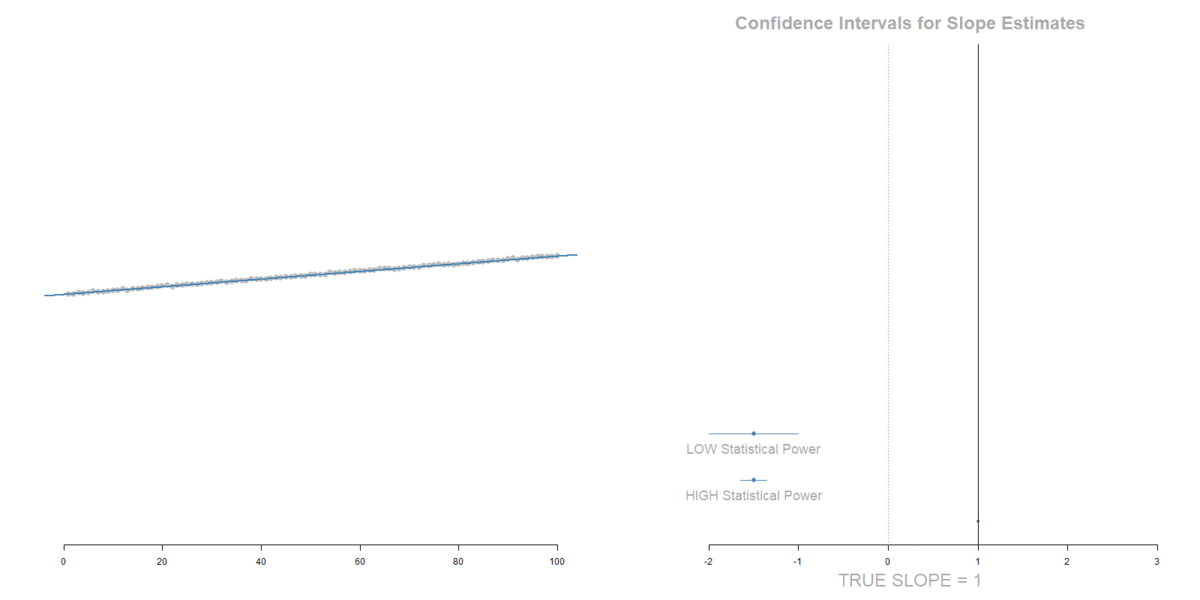 Confidence Intervals for Slope Estimates
LOW Statistical Power
HIGH Statistical Power
0 20 40 60 80 100
-2 -1 0 1 2 3
TRUE SLOPE = 1